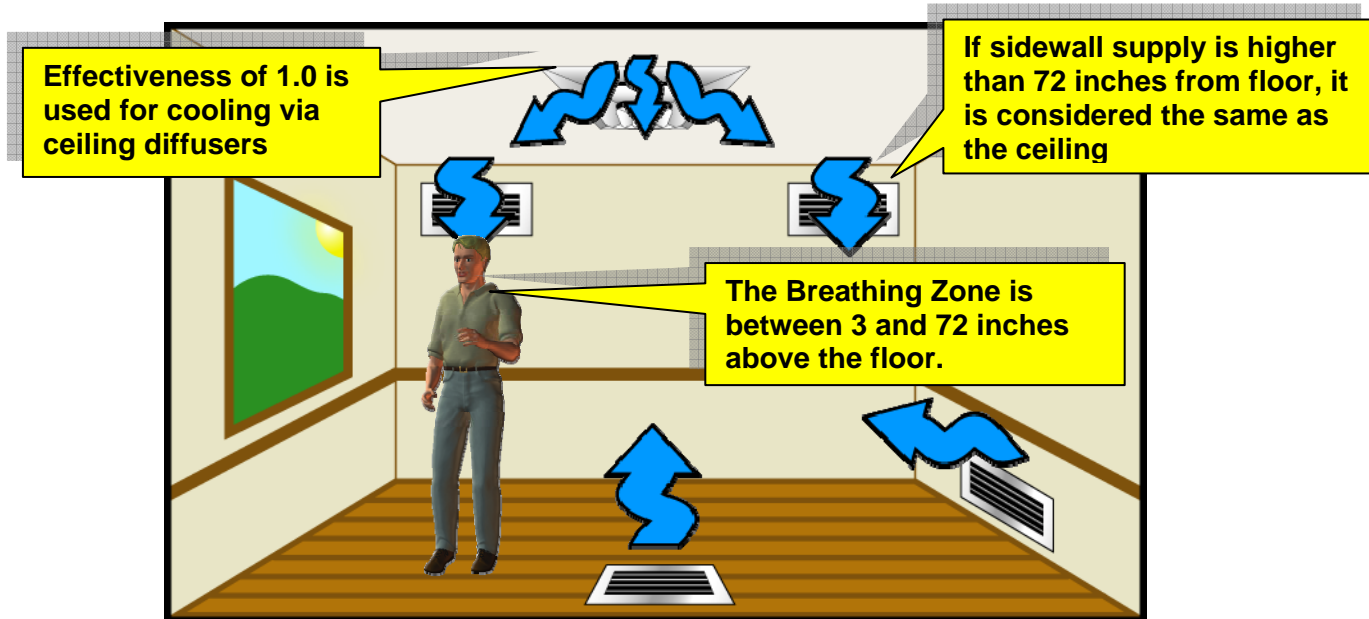 Effectiveness of 1.0 is
used for cooling via
ceiling diffusers
If sidewall supply is higher
than 72 inches from floor, it
is considered the same as
the ceiling
The Breathing Zone is
between 3 and 72 inches
above the floor.